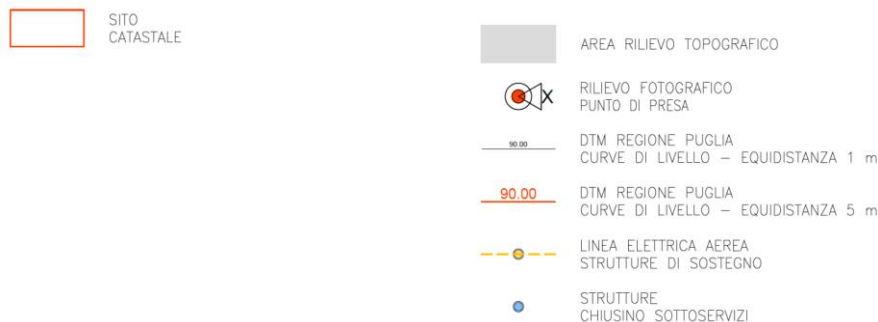 SITO
CATASTALE
AREA RILIEVO TOPOGRAFICO
X
RILIEVO FOTOGRAFICO
PUNTO DI PRESA
90.00
DTM REGIONE PUGLIA
CURVE DI LIVELLO – EQUIDISTANZA 1 m
90.00
DTM REGIONE PUGLIA
CURVE DI LIVELLO – EQUIDISTANZA 5 m
LINEA ELETTRICA AEREA
STRUTTURE DI SOSTEGNO
STRUTTURE
CHIUSINO SOTTOSERVIZI